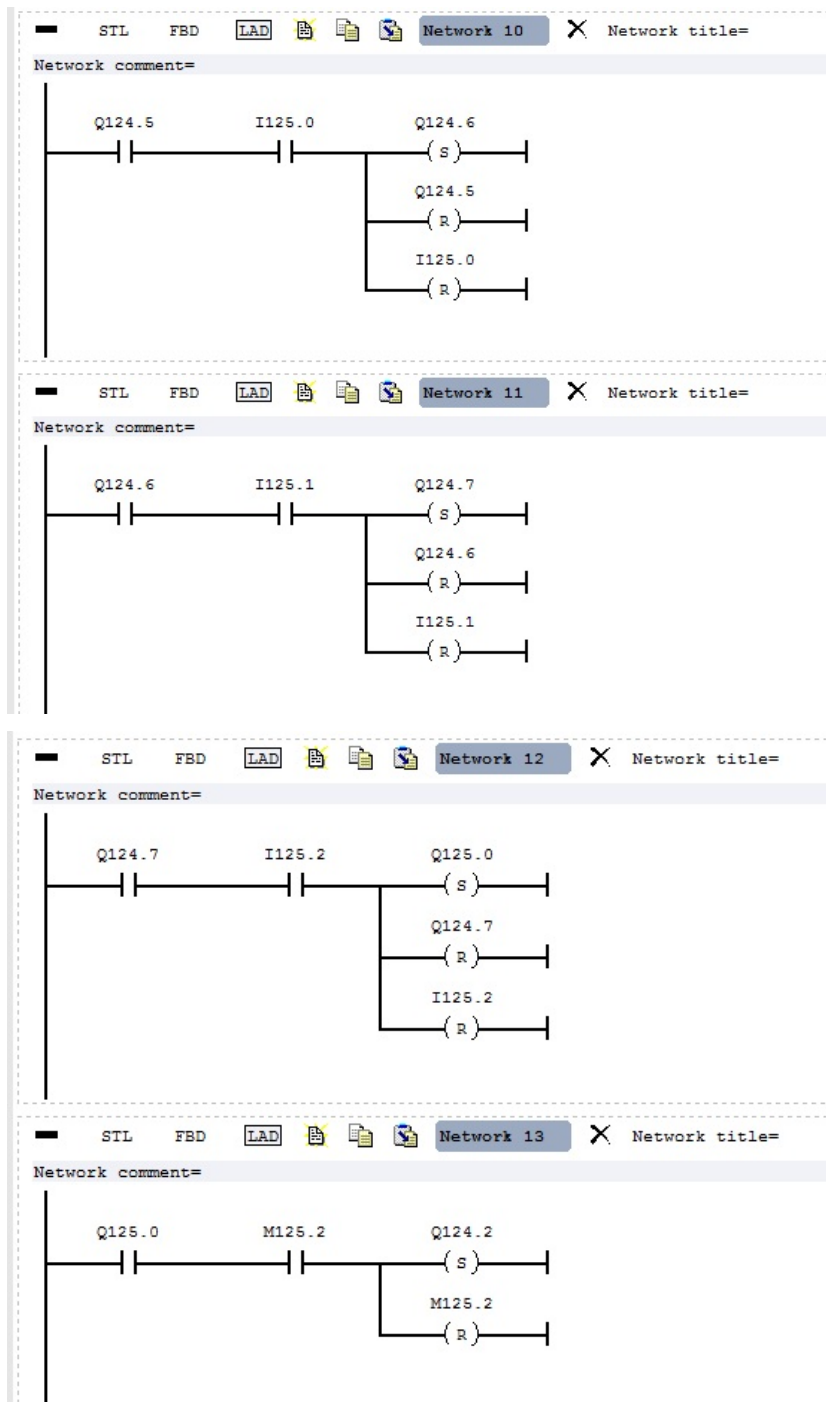 STL FBD LAD Network 10 Network title=
Network comment=
Q124.5 I125.0 Q124.6
S
Q124.5
R
I125.0
R
STL FBD LAD Network 11 Network title=
Network comment=
Q124.6 I125.1 Q124.7
S
Q124.6
R
I125.1
R
STL FBD LAD Network 12 Network title=
Network comment=
Q124.7 I125.2 Q125.0
S
Q124.7
R
I125.2
R
STL FBD LAD Network 13 Network title=
Network comment=
Q125.0 M125.2 Q124.2
S
M125.2
R